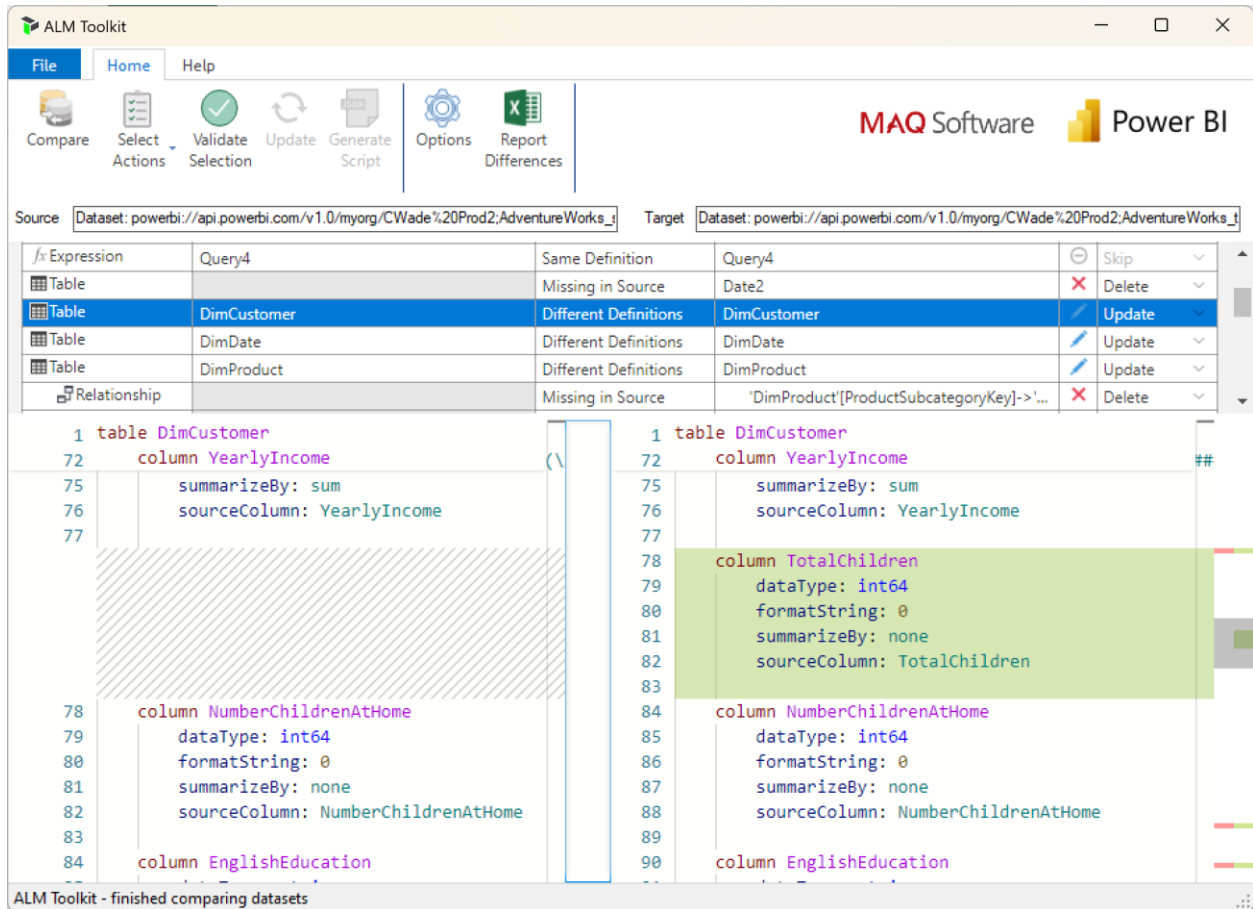 ALM Toolkit
File Home Help
Compare Select Actions Validate Selection Update Generate Script Options Report Differences
MAQ Software Power BI
Source Dataset: powerbi://api.powerbi.com/v1.0/myorg/CWade%20Prod2;AdventureWorks_s Target Dataset: powerbi://api.powerbi.com/v1.0/myorg/CWade%20Prod2;AdventureWorks_t
fx Expression Query4 Same Definition Query4 Skip
Table Missing in Source Date2 Delete
Table DimCustomer Different Definitions DimCustomer Update
Table DimDate Different Definitions DimDate Update
Table DimProduct Different Definitions DimProduct Update
Relationship Missing in Source 'DimProduct'[ProductSubcategoryKey]->'... Delete
1 table DimCustomer
72 column YearlyIncome (\
75 summarizeBy: sum
76 sourceColumn: YearlyIncome
77
78 column NumberChildrenAtHome
79 dataType: int64
80 formatString: 0
81 summarizeBy: none
82 sourceColumn: NumberChildrenAtHome
83
84 column EnglishEducation
1 table DimCustomer
72 column YearlyIncome ##
75 summarizeBy: sum
76 sourceColumn: YearlyIncome
77
78 column TotalChildren
79 dataType: int64
80 formatString: 0
81 summarizeBy: none
82 sourceColumn: TotalChildren
83
84 column NumberChildrenAtHome
85 dataType: int64
86 formatString: 0
87 summarizeBy: none
88 sourceColumn: NumberChildrenAtHome
89
90 column EnglishEducation
ALM Toolkit - finished comparing datasets